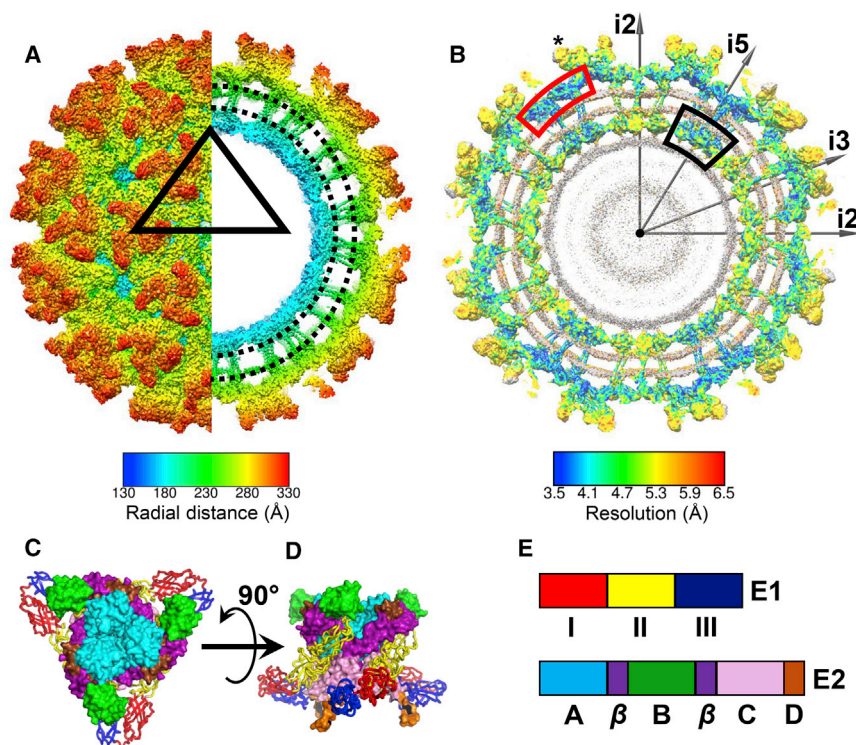 A
B
*
i2
i5
i3
i2
130 180 230 280 330
Radial distance (Å)
3.5 4.1 4.7 5.3 5.9 6.5
Resolution (Å)
C
D
90°
E
E1
I II III
E2
A β B β C D